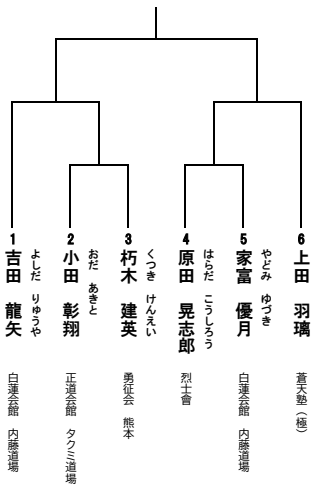 1
吉田 龍矢
よしだ りゅうや
白蓮会館 内藤道場
2
小田 彰翔
おだ あきと
正道会館 タクミ道場
3
朽木 建英
くつき けんえい
勇征会 熊本
4
原田 晃志郎
はらだ こうしろう
烈士會
5
家富 優月
やどみ ゆづき
白蓮会館 内藤道場
6
上田 羽璃
蒼天塾（極）